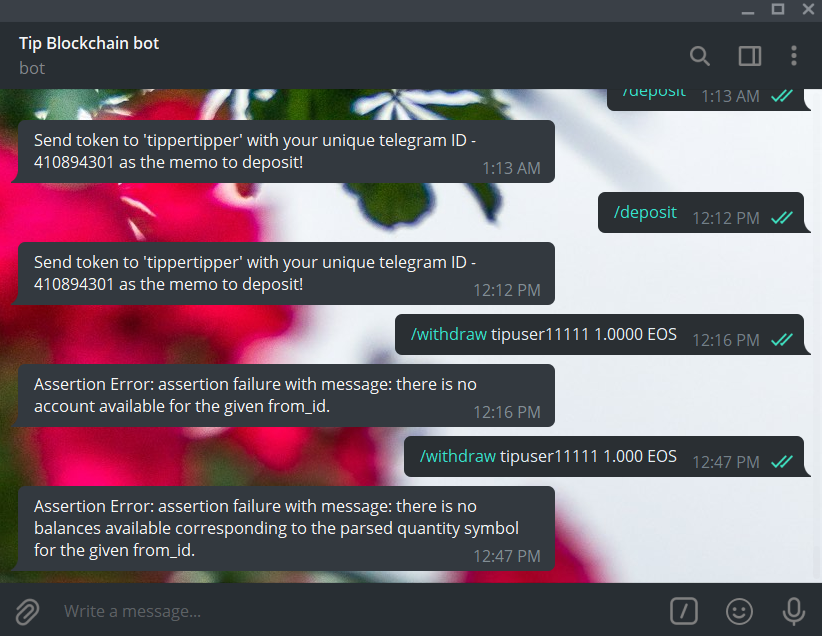 Tip Blockchain bot
bot
/deposit 1:13 AM
Send token to 'tippertipper' with your unique telegram ID -
410894301 as the memo to deposit!
1:13 AM
/deposit 12:12 PM
Send token to 'tippertipper' with your unique telegram ID -
410894301 as the memo to deposit!
12:12 PM
/withdraw tipuser11111 1.0000 EOS 12:16 PM
Assertion Error: assertion failure with message: there is no
account available for the given from_id.
12:16 PM
/withdraw tipuser11111 1.000 EOS 12:47 PM
Assertion Error: assertion failure with message: there is no
balances available corresponding to the parsed quantity symbol
for the given from_id.
12:47 PM
Write a message...